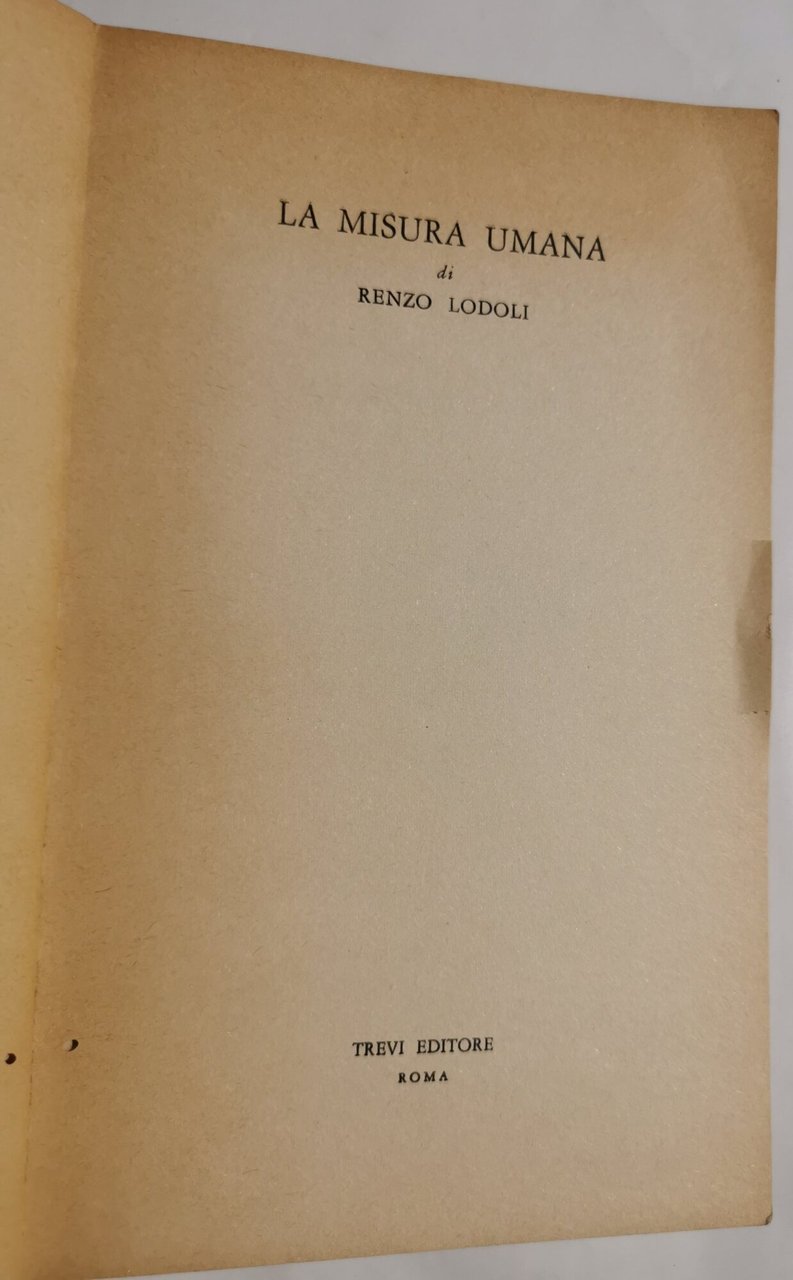 LA MISURA UMANA
di
RENZO LODOLI
TREVI EDITORE
ROMA